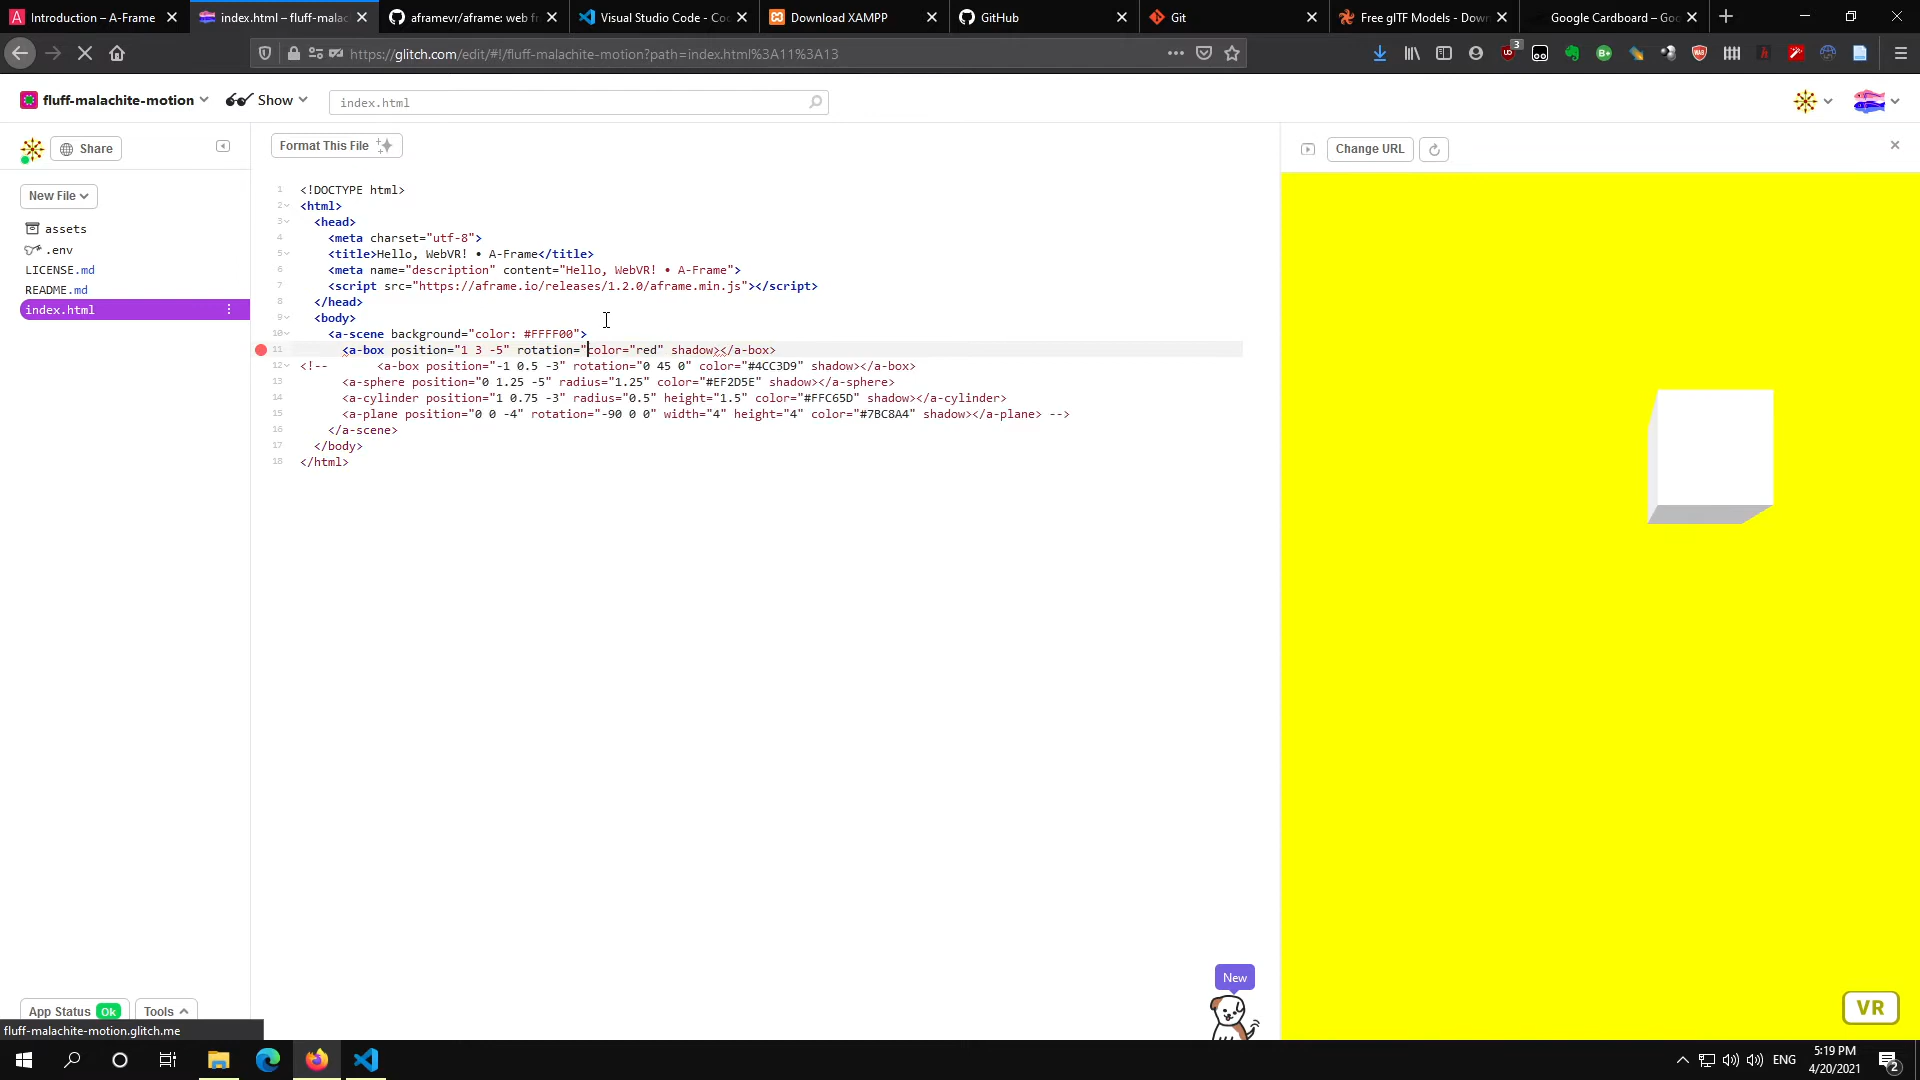 Introduction – A-Frame
index.html – fluff-malac
aframevr/aframe: web fr
Visual Studio Code - Co
Download XAMPP
GitHub
Git
Free glTF Models - Down
Google Cardboard – Goo
https://glitch.com/edit/#!/fluff-malachite-motion?path=index.html%3A11%3A13
3
fluff-malachite-motion
Show
index.html
Share
Format This File
Change URL
New File
assets
.env
LICENSE.md
README.md
index.html
1 <!DOCTYPE html>
2 <html>
3 <head>
4 <meta charset="utf-8">
5 <title>Hello, WebVR! • A-Frame</title>
6 <meta name="description" content="Hello, WebVR! • A-Frame">
7 <script src="https://aframe.io/releases/1.2.0/aframe.min.js"></script>
8 </head>
9 <body>
10 <a-scene background="color: #FFFF00">
11 <a-box position="1 3 -5" rotation="color="red" shadow></a-box>
12 <!-- <a-box position="-1 0.5 -3" rotation="0 45 0" color="#4CC3D9" shadow></a-box>
13 <a-sphere position="0 1.25 -5" radius="1.25" color="#EF2D5E" shadow></a-sphere>
14 <a-cylinder position="1 0.75 -3" radius="0.5" height="1.5" color="#FFC65D" shadow></a-cylinder>
15 <a-plane position="0 0 -4" rotation="-90 0 0" width="4" height="4" color="#7BC8A4" shadow></a-plane> -->
16 </a-scene>
17 </body>
18 </html>
New
VR
App Status Ok
Tools
fluff-malachite-motion.glitch.me
ENG
5:19 PM
4/20/2021
2